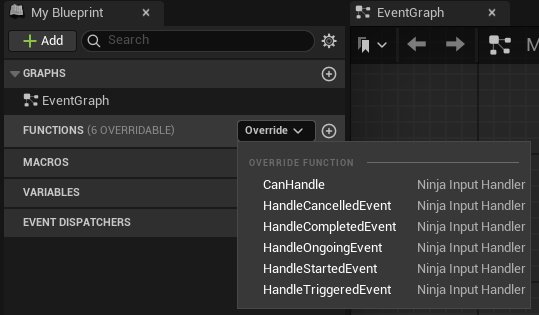 My Blueprint
EventGraph
Add
Search
GRAPHS
EventGraph
FUNCTIONS (6 OVERRIDABLE)
Override
MACROS
VARIABLES
EVENT DISPATCHERS
OVERRIDE FUNCTION
CanHandle Ninja Input Handler
HandleCancelledEvent Ninja Input Handler
HandleCompletedEvent Ninja Input Handler
HandleOngoingEvent Ninja Input Handler
HandleStartedEvent Ninja Input Handler
HandleTriggeredEvent Ninja Input Handler